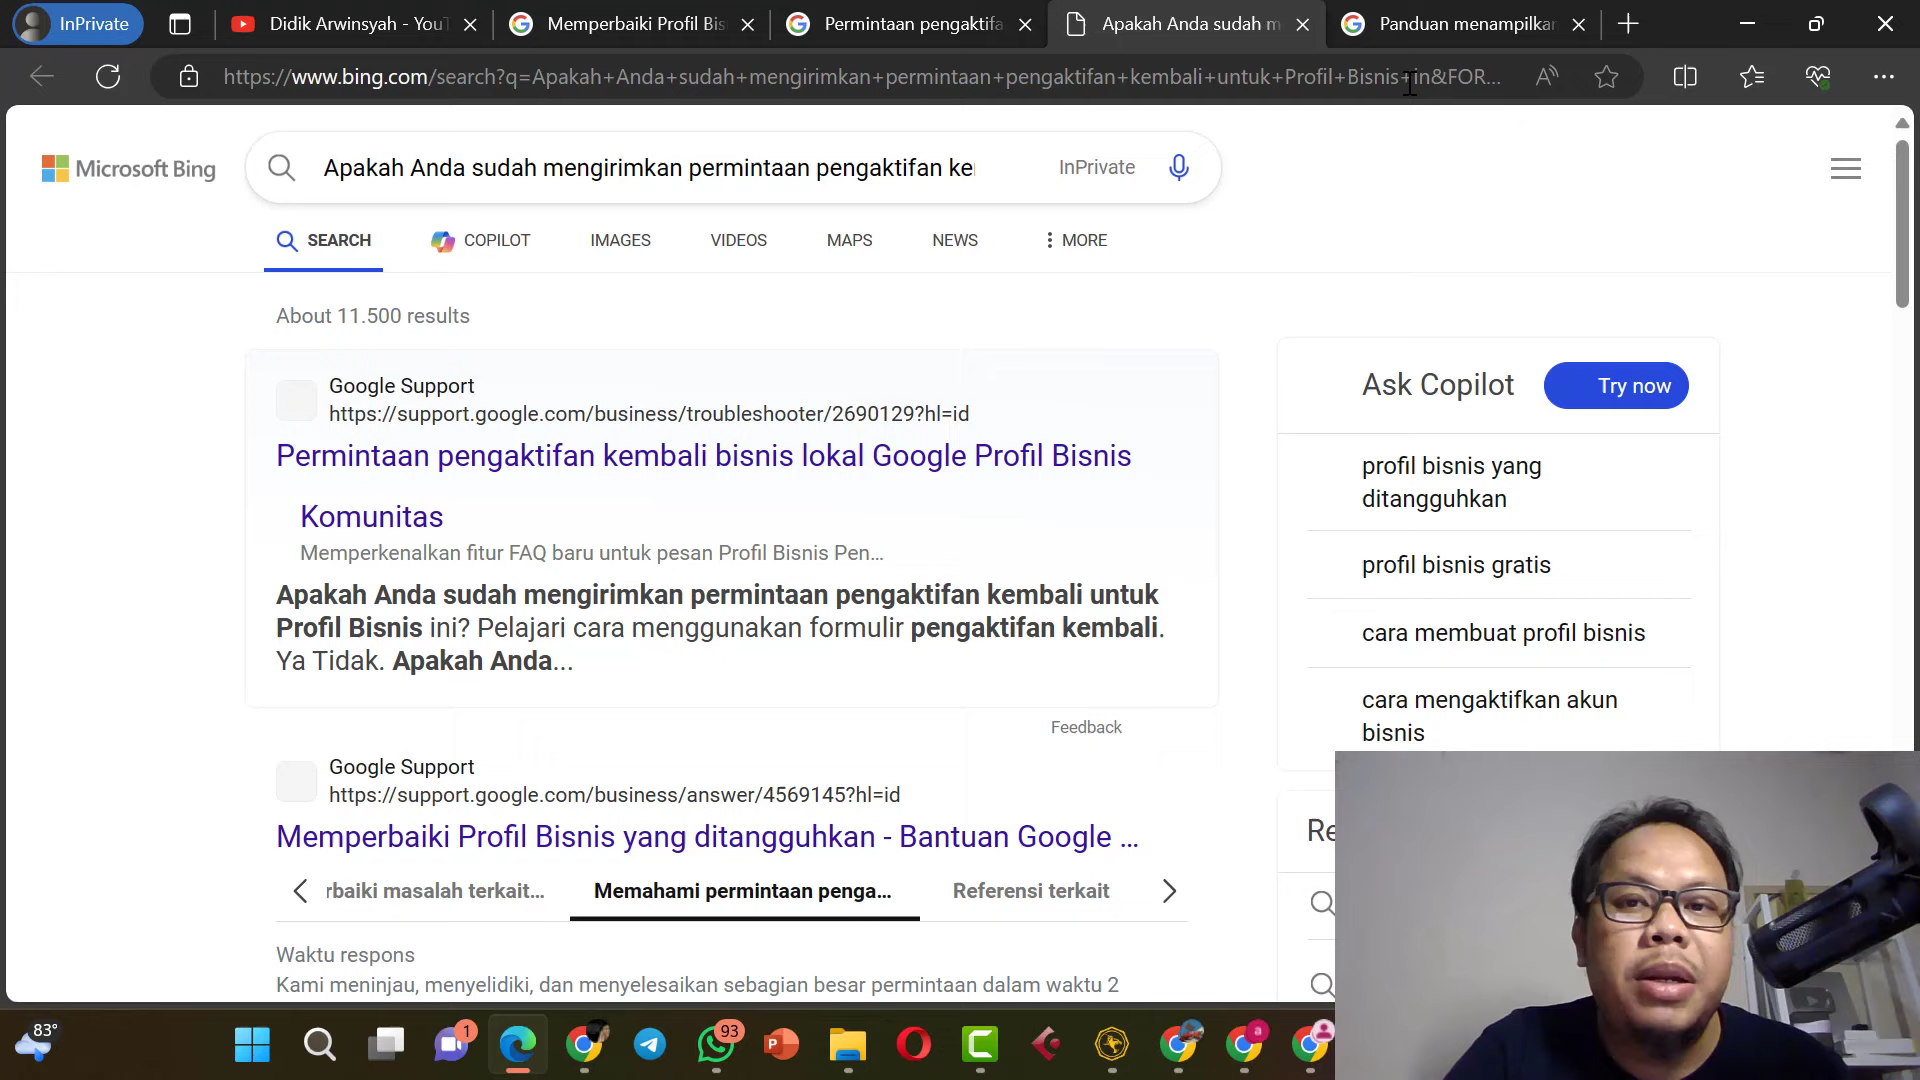 InPrivate
Didik Arwinsyah - YouT
Memperbaiki Profil Bis
Permintaan pengaktifa
Apakah Anda sudah m
Panduan menampilkan
https://www.bing.com/search?q=Apakah+Anda+sudah+mengirimkan+permintaan+pengaktifan+kembali+untuk+Profil+Bisnis+in&FOR...
Microsoft Bing
Apakah Anda sudah mengirimkan permintaan pengaktifan ke
InPrivate
SEARCH
COPILOT
IMAGES
VIDEOS
MAPS
NEWS
MORE
About 11.500 results
Google Support
https://support.google.com/business/troubleshooter/2690129?hl=id
Permintaan pengaktifan kembali bisnis lokal Google Profil Bisnis
Komunitas
Memperkenalkan fitur FAQ baru untuk pesan Profil Bisnis Pen...
Apakah Anda sudah mengirimkan permintaan pengaktifan kembali untuk
Profil Bisnis ini? Pelajari cara menggunakan formulir pengaktifan kembali.
Ya Tidak. Apakah Anda...
Feedback
Google Support
https://support.google.com/business/answer/4569145?hl=id
Memperbaiki Profil Bisnis yang ditangguhkan - Bantuan Google ...
rbaiki masalah terkait...
Memahami permintaan penga...
Referensi terkait
Waktu respons
Kami meninjau, menyelidiki, dan menyelesaikan sebagian besar permintaan dalam waktu 2
Ask Copilot
Try now
profil bisnis yang
ditangguhkan
profil bisnis gratis
cara membuat profil bisnis
cara mengaktifkan akun
bisnis
Re
83°
1
93
P
a